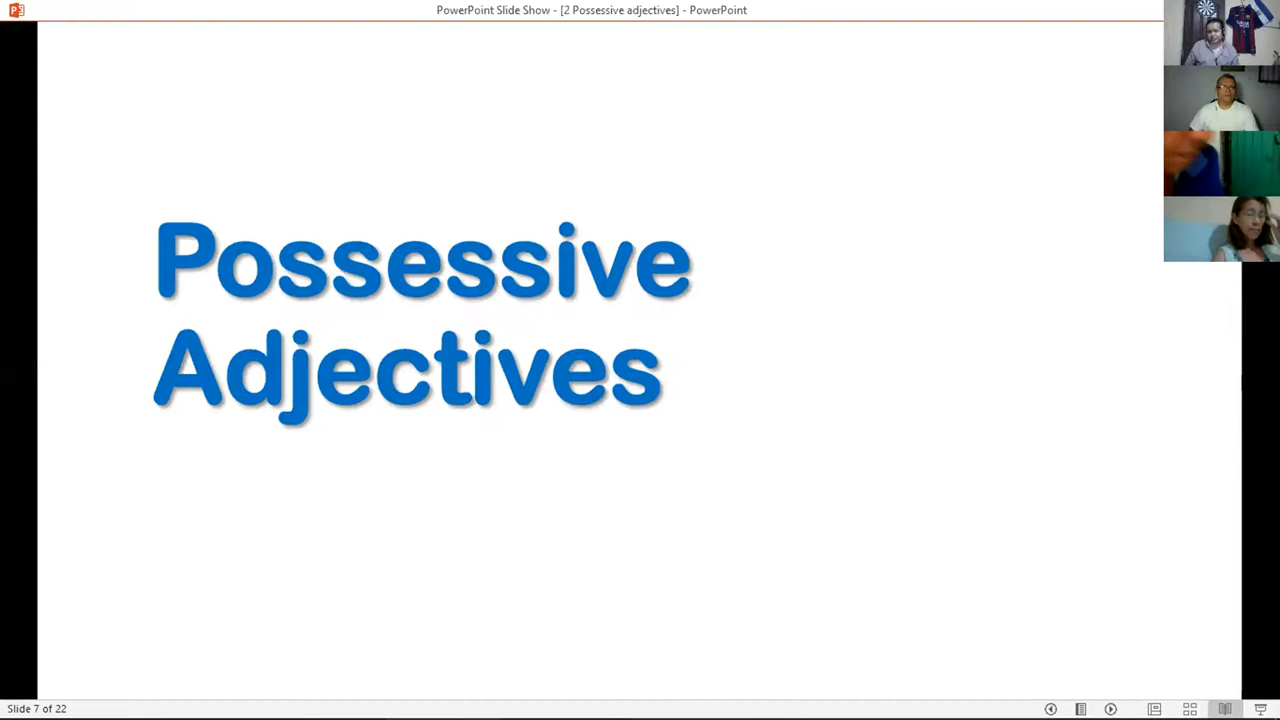 PowerPoint Slide Show - [2 Possessive adjectives] - PowerPoint
Possessive
Adjectives
Slide 7 of 22